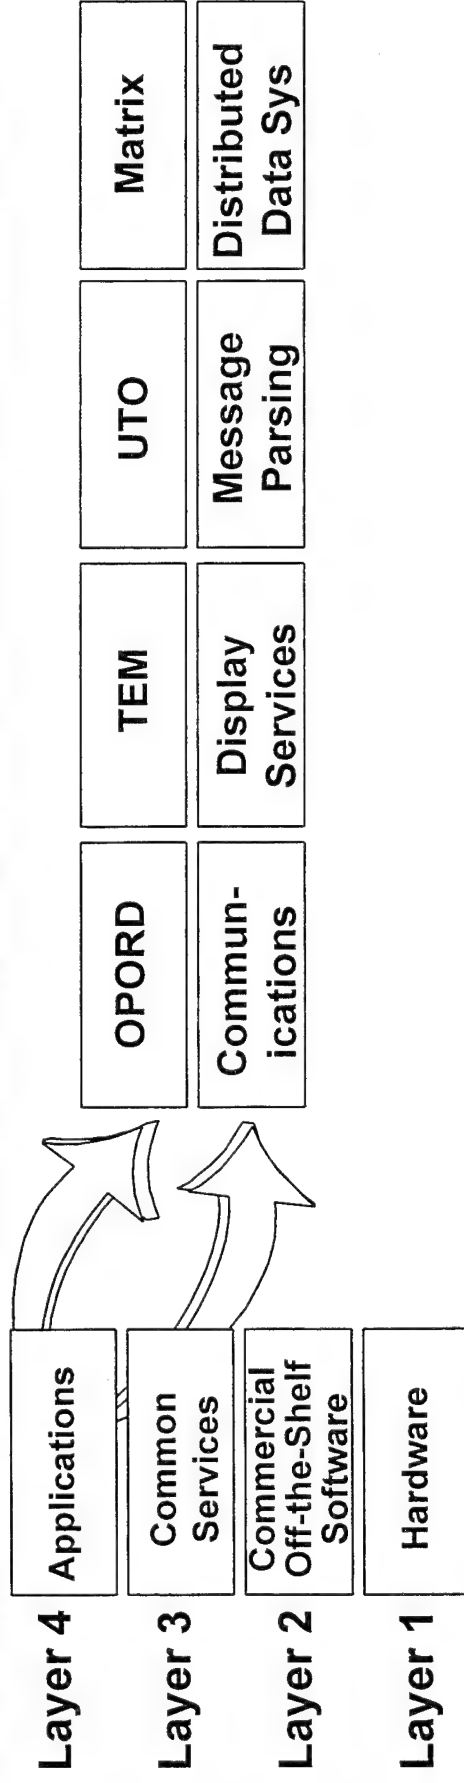 Layer 4
Applications
Layer 3
Common
Services
Layer 2
Commercial
Off-the-Shelf
Software
Layer 1
Hardware
OPORD
TEM
UTO
Matrix
Commun-
ications
Display
Services
Message
Parsing
Distributed
Data Sys